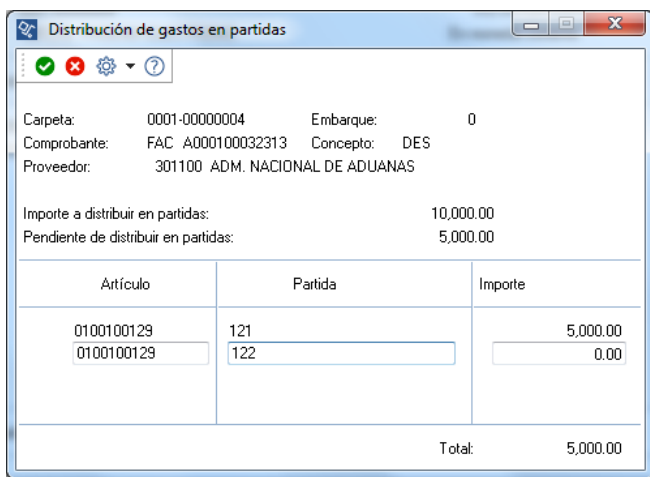 Distribución de gastos en partidas
Carpeta: 0001-00000004 Embarque: 0
Comprobante: FAC A000100032313 Concepto: DES
Proveedor: 301100 ADM. NACIONAL DE ADUANAS
Importe a distribuir en partidas: 10,000.00
Pendiente de distribuir en partidas: 5,000.00
Artículo Partida Importe
0100100129 121 5,000.00
0100100129 122 0.00
Total: 5,000.00